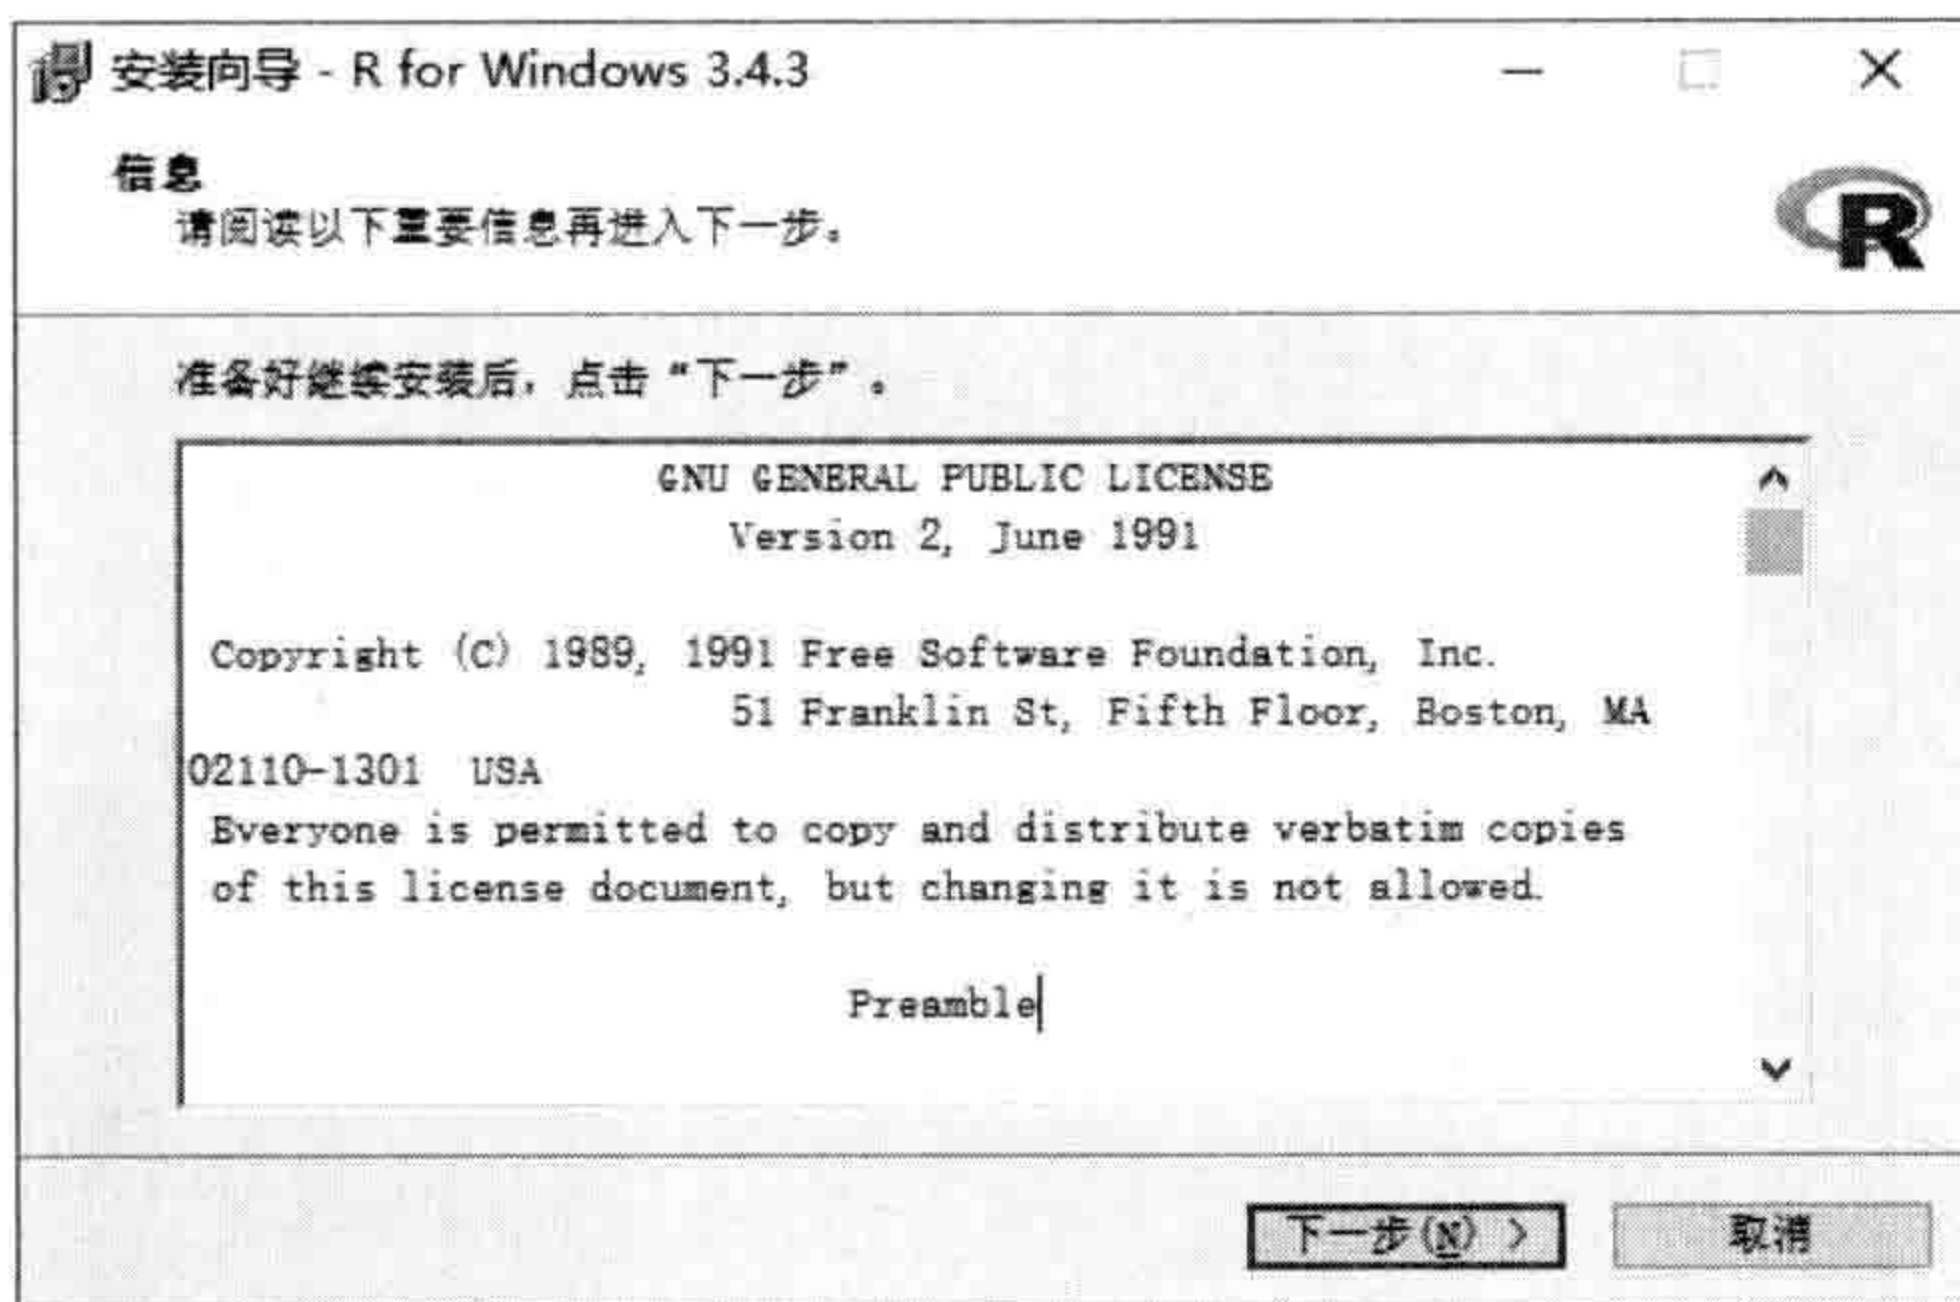 安装向导 - R for Windows 3.4.3
信息
请阅读以下重要信息再进入下一步。
R
准备好继续安装后，点击“下一步”。
GNU GENERAL PUBLIC LICENSE
Version 2, June 1991
Copyright (C) 1989, 1991 Free Software Foundation, Inc.
51 Franklin St, Fifth Floor, Boston, MA
02110-1301 USA
Everyone is permitted to copy and distribute verbatim copies
of this license document, but changing it is not allowed.
Preamble
下一步(N) >
取消